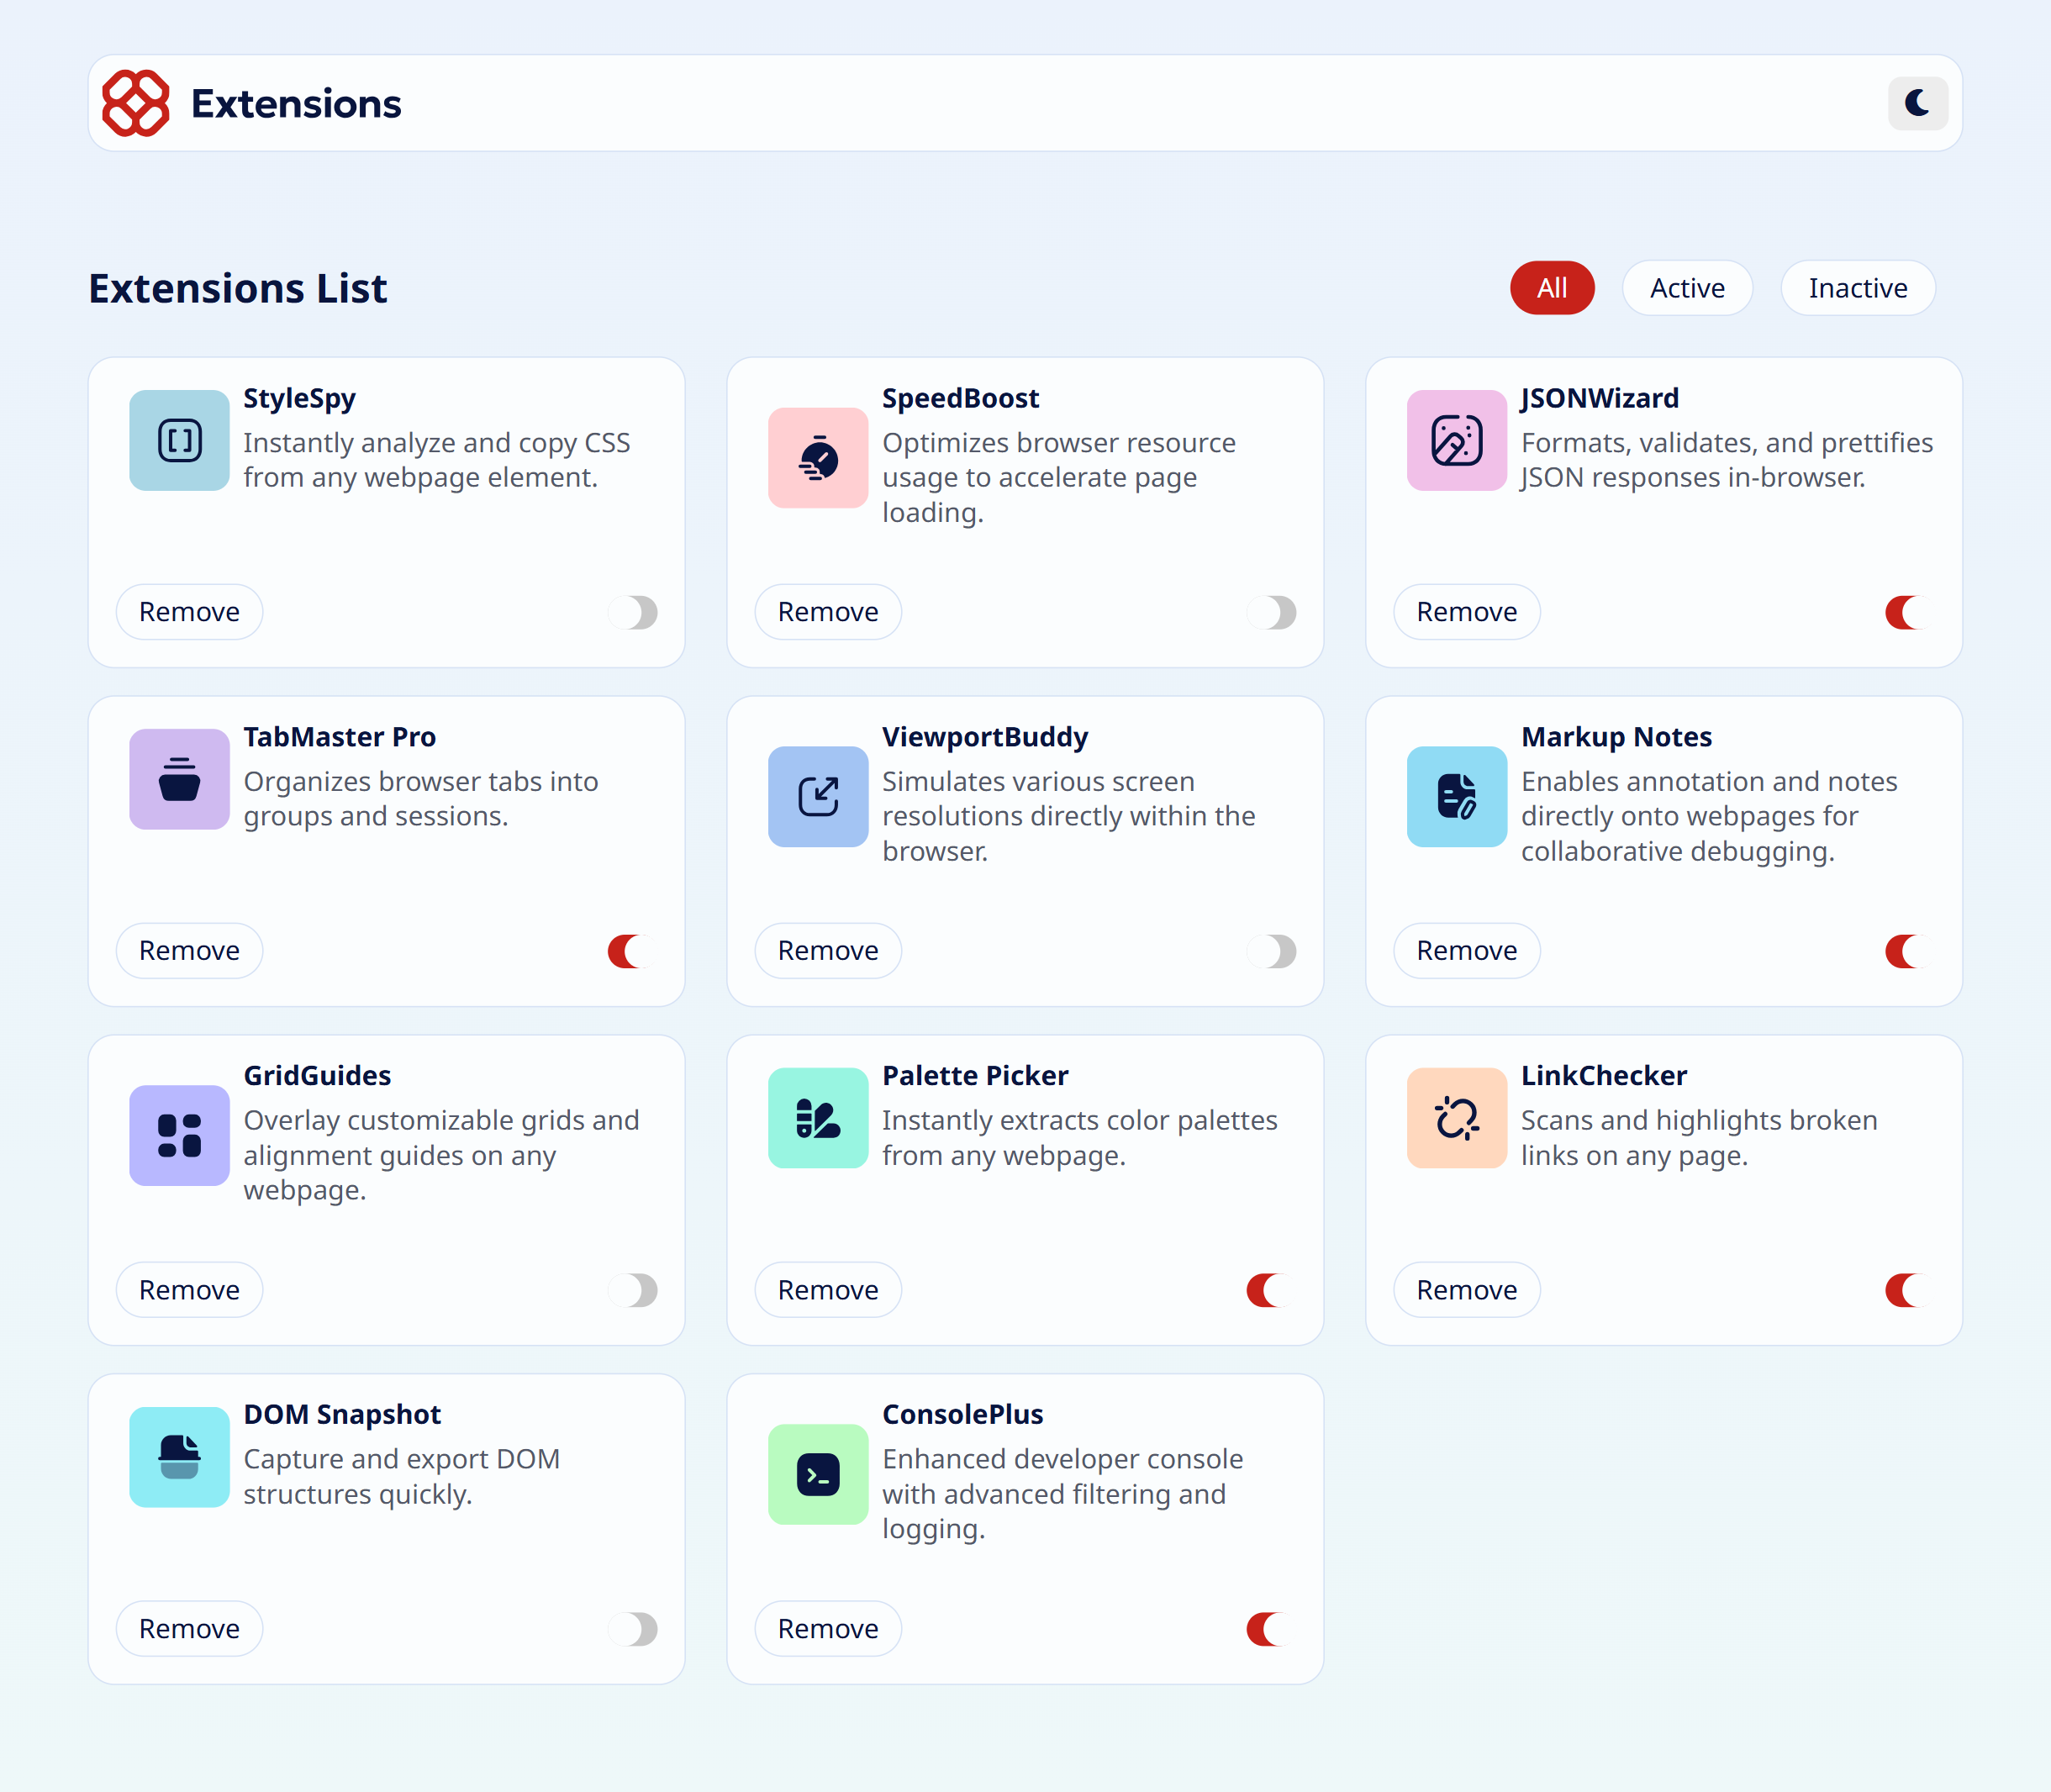 Extensions
Extensions List
All
Active
Inactive
StyleSpy
Instantly analyze and copy CSS
from any webpage element.
Remove
SpeedBoost
Optimizes browser resource
usage to accelerate page
loading.
Remove
JSONWizard
Formats, validates, and prettifies
JSON responses in-browser.
Remove
TabMaster Pro
Organizes browser tabs into
groups and sessions.
Remove
ViewportBuddy
Simulates various screen
resolutions directly within the
browser.
Remove
Markup Notes
Enables annotation and notes
directly onto webpages for
collaborative debugging.
Remove
GridGuides
Overlay customizable grids and
alignment guides on any
webpage.
Remove
Palette Picker
Instantly extracts color palettes
from any webpage.
Remove
LinkChecker
Scans and highlights broken
links on any page.
Remove
DOM Snapshot
Capture and export DOM
structures quickly.
Remove
ConsolePlus
Enhanced developer console
with advanced filtering and
logging.
Remove